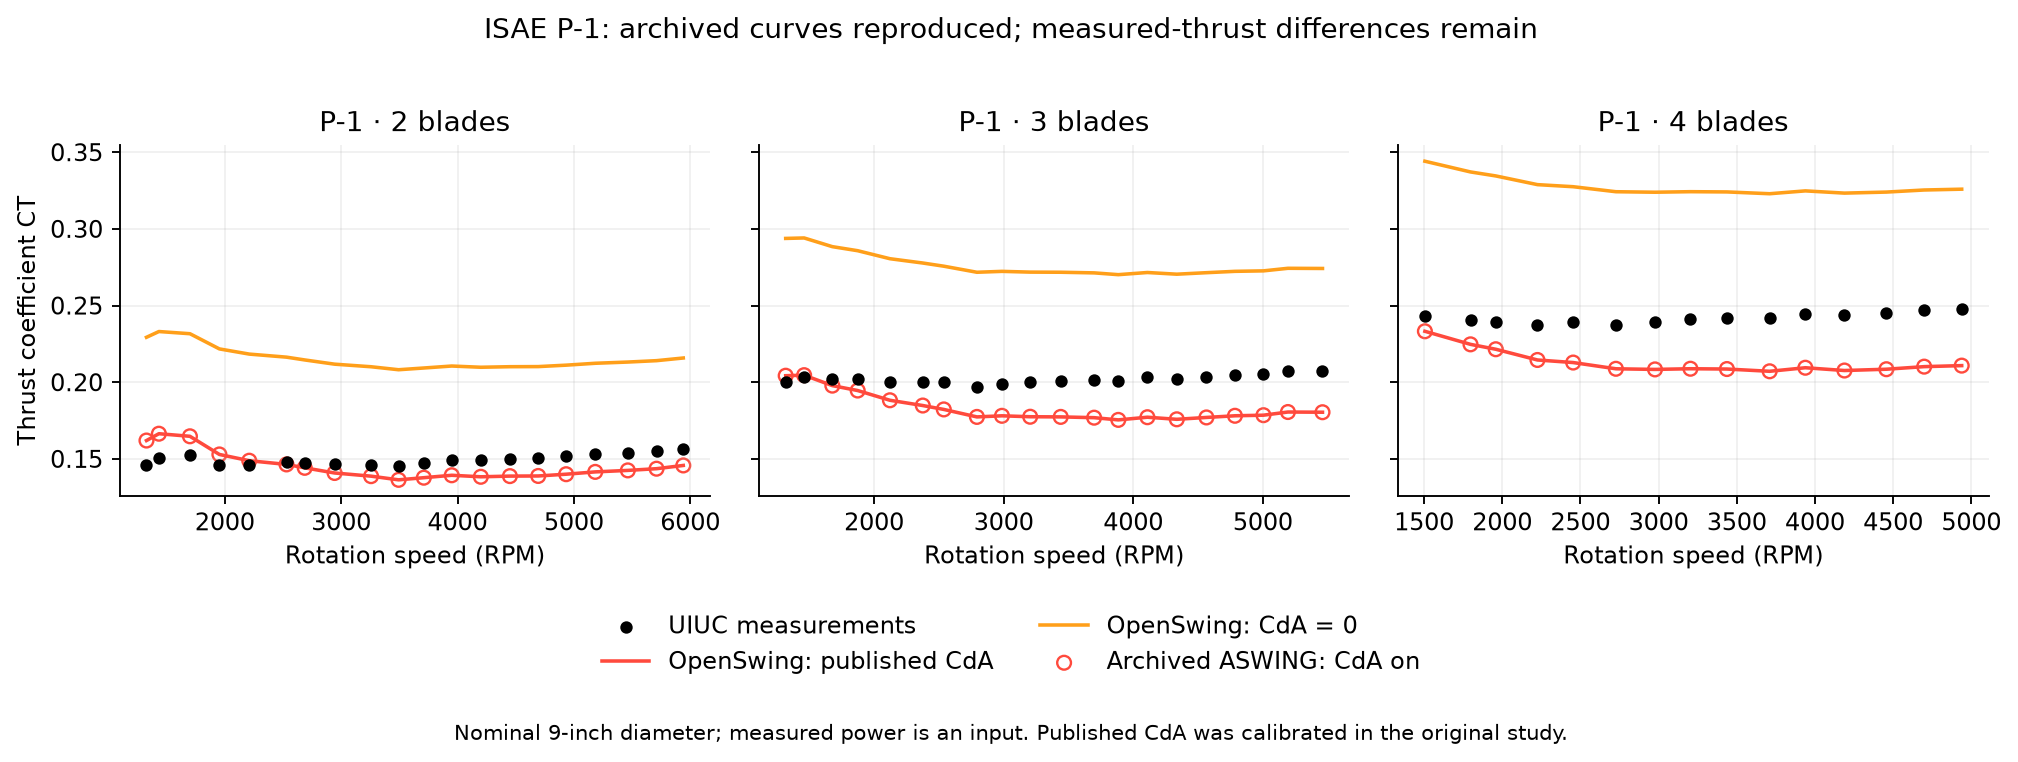 ISAE P-1: archived curves reproduced; measured-thrust differences remain
P-1 · 2 blades
P-1 · 3 blades
P-1 · 4 blades
Thrust coefficient CT
0.35
0.30
0.25
0.20
0.15
2000 3000 4000 5000 6000
2000 3000 4000 5000
1500 2000 2500 3000 3500 4000 4500 5000
Rotation speed (RPM)
Rotation speed (RPM)
Rotation speed (RPM)
UIUC measurements
OpenSwing: published CdA
OpenSwing: CdA = 0
Archived ASWING: CdA on
Nominal 9-inch diameter; measured power is an input. Published CdA was calibrated in the original study.